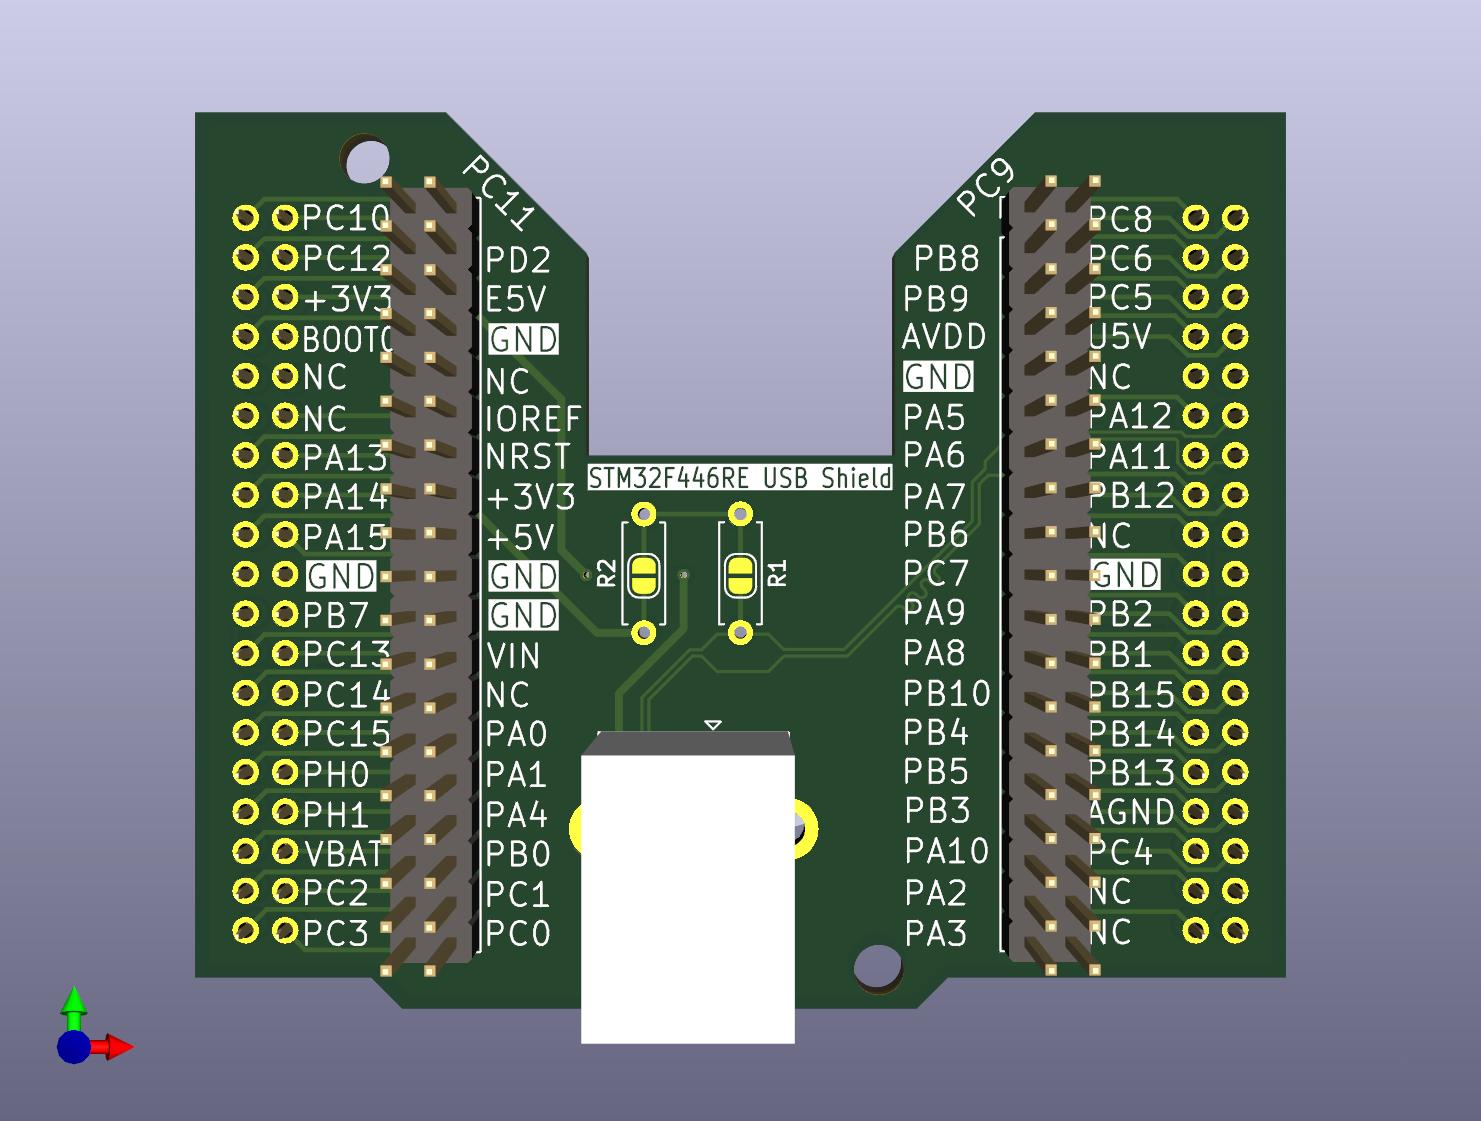 PC11
PC10
PC12
PD2
+3V3
E5V
BOOT0
GND
NC
NC
NC
IOREF
PA13
NRST
PA14
+3V3
PA15
+5V
GND
GND
PB7
GND
PC13
VIN
PC14
NC
PC15
PA0
PH0
PA1
PH1
PA4
VBAT
PB0
PC2
PC1
PC3
PC0
STM32F446RE USB Shield
R2
R1
PC9
PC8
PB8
PC6
PB9
PC5
AVDD
U5V
GND
NC
PA5
PA12
PA6
PA11
PA7
PB12
PB6
NC
PC7
GND
PA9
PB2
PA8
PB1
PB10
PB15
PB4
PB14
PB5
PB13
PB3
AGND
PA10
PC4
PA2
NC
PA3
NC